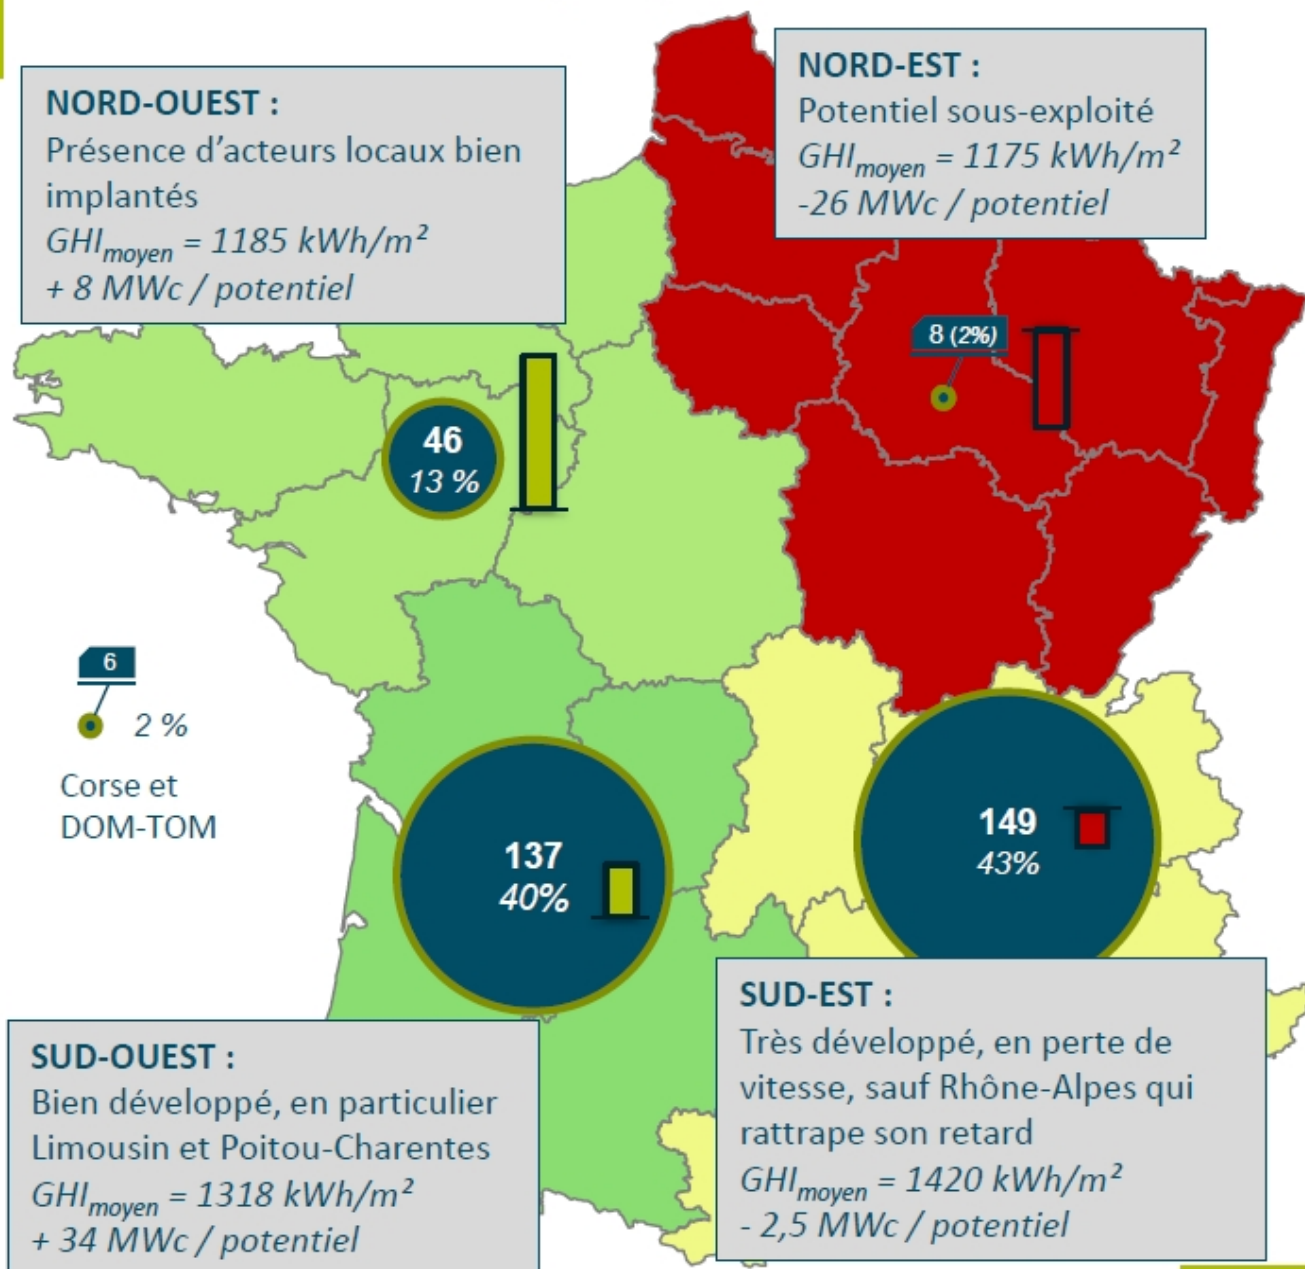 NORD-OUEST :
Présence d'acteurs locaux bien
implantés
GHImoyen = 1185 kWh/m²
+ 8 MWc / potentiel
NORD-EST :
Potentiel sous-exploité
GHImoyen = 1175 kWh/m²
-26 MWc / potentiel
8 (2%)
46
13 %
6
2 %
Corse et
DOM-TOM
137
40%
149
43%
SUD-OUEST :
Bien développé, en particulier
Limousin et Poitou-Charentes
GHImoyen = 1318 kWh/m²
+ 34 MWc / potentiel
SUD-EST :
Très développé, en perte de
vitesse, sauf Rhône-Alpes qui
rattrape son retard
GHImoyen = 1420 kWh/m²
- 2,5 MWc / potentiel